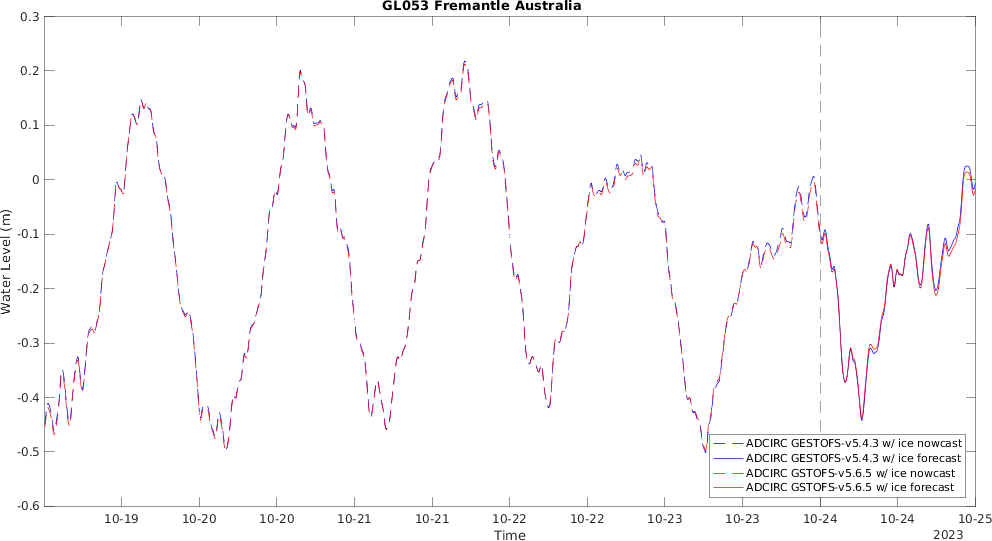 GL053 Fremantle Australia
Water Level (m)
0.3
0.2
0.1
0
-0.1
-0.2
-0.3
-0.4
-0.5
-0.6
ADCIRC GESTOFS-v5.4.3 w/ ice nowcast
ADCIRC GESTOFS-v5.4.3 w/ ice forecast
ADCIRC GSTOFS-v5.6.5 w/ ice nowcast
ADCIRC GSTOFS-v5.6.5 w/ ice forecast
10-19 10-20 10-20 10-21 10-21 10-22 10-22 10-23 10-23 10-24 10-24 10-25
Time 2023